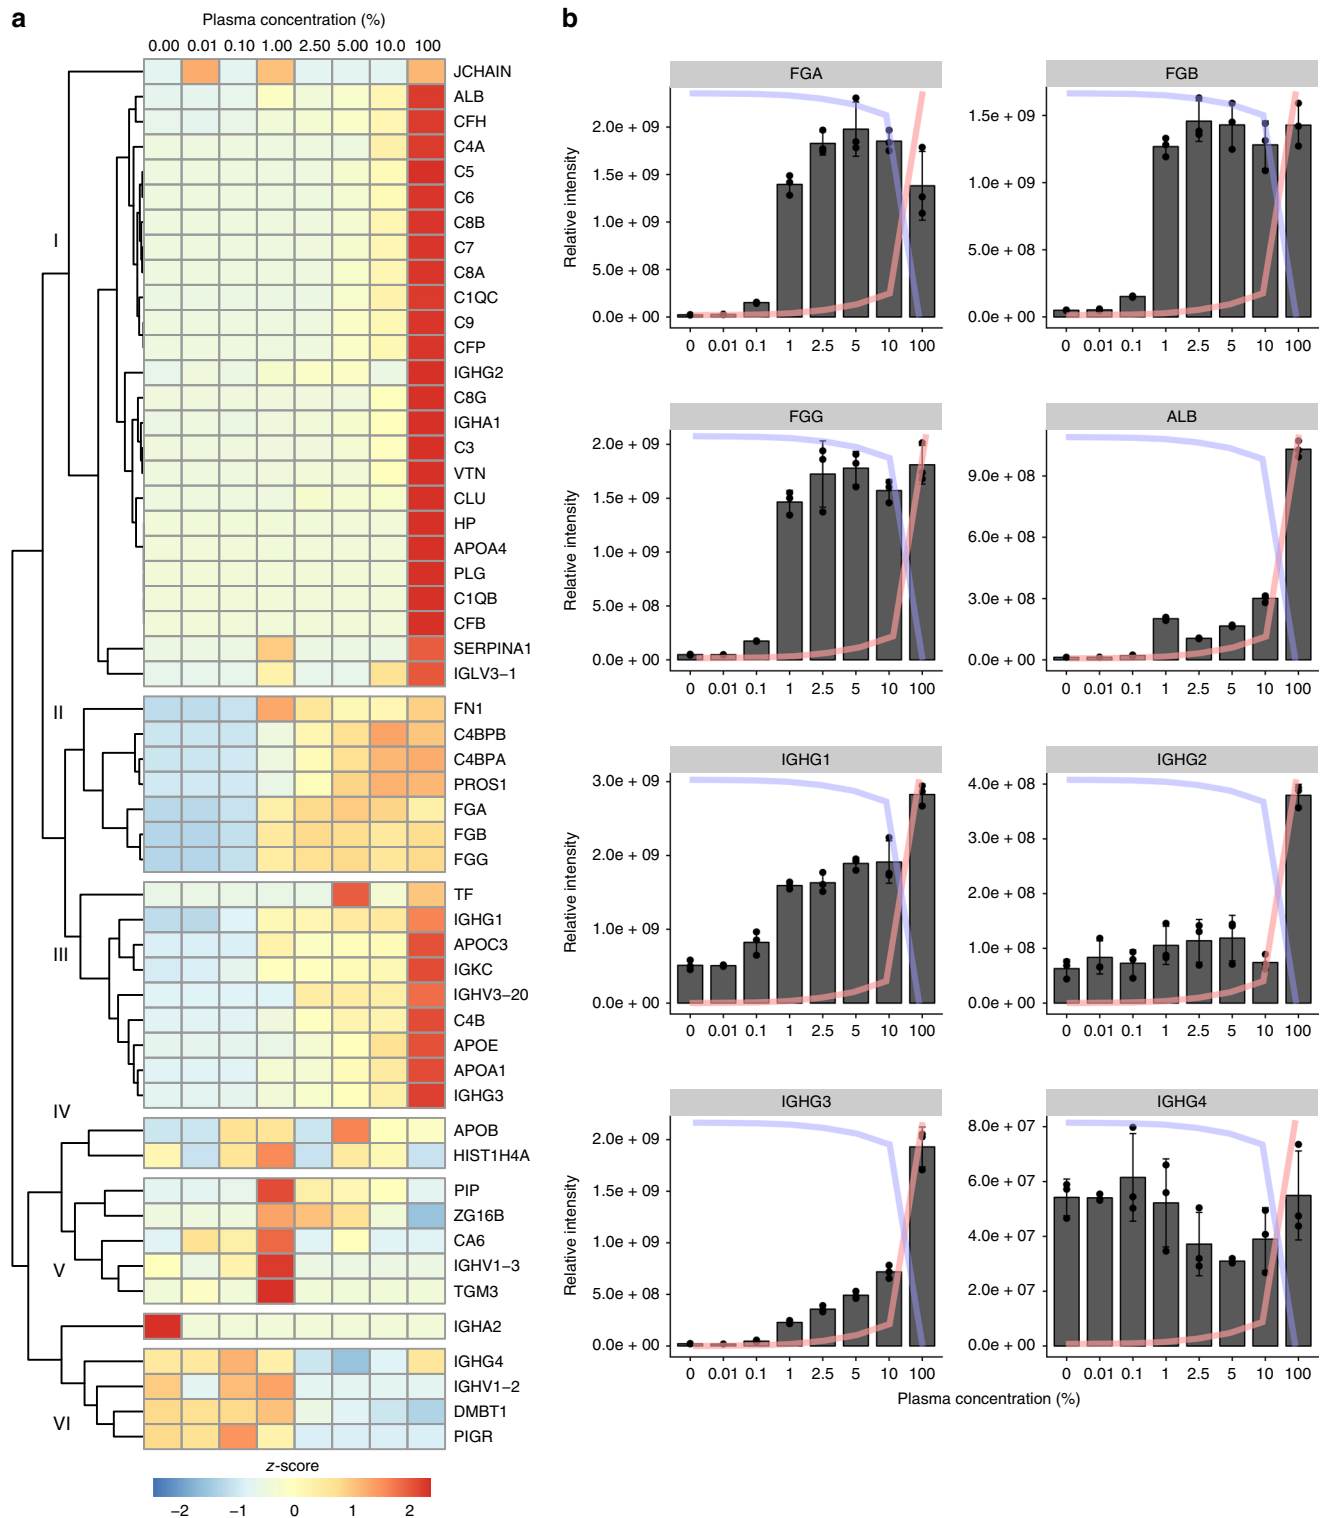 a
Plasma concentration (%)
0.00 0.01 0.10 1.00 2.50 5.00 10.0 100
JCHAIN
ALB
CFH
C4A
C5
C6
I
C8B
C7
C8A
C1QC
C9
CFP
IGHG2
C8G
IGHA1
C3
VTN
CLU
HP
APOA4
PLG
C1QB
CFB
SERPINA1
IGLV3−1
II
FN1
C4BPB
C4BPA
PROS1
FGA
FGB
FGG
TF
IGHG1
III
APOC3
IGKC
IGHV3−20
C4B
APOE
APOA1
IGHG3
IV
APOB
HIST1H4A
PIP
ZG16B
CA6
V
IGHV1−3
TGM3
IGHA2
IGHG4
IGHV1−2
DMBT1
VI
PIGR
z-score
−2 −1 0 1 2
b
FGA
Relative intensity
2.0e + 09
1.5e + 09
1.0e + 09
5.0e + 08
0.0e + 00
0 0.01 0.1 1 2.5 5 10 100
FGB
1.5e + 09
1.0e + 09
5.0e + 08
0.0e + 00
0 0.01 0.1 1 2.5 5 10 100
FGG
Relative intensity
2.0e + 09
1.5e + 09
1.0e + 09
5.0e + 08
0.0e + 00
0 0.01 0.1 1 2.5 5 10 100
ALB
9.0e + 08
6.0e + 08
3.0e + 08
0.0e + 00
0 0.01 0.1 1 2.5 5 10 100
IGHG1
Relative intensity
3.0e + 09
2.0e + 09
1.0e + 09
0.0e + 00
0 0.01 0.1 1 2.5 5 10 100
IGHG2
4.0e + 08
3.0e + 08
2.0e + 08
1.0e + 08
0.0e + 00
0 0.01 0.1 1 2.5 5 10 100
IGHG3
Relative intensity
2.0e + 09
1.5e + 09
1.0e + 09
5.0e + 08
0.0e + 00
0 0.01 0.1 1 2.5 5 10 100
IGHG4
8.0e + 07
6.0e + 07
4.0e + 07
2.0e + 07
0.0e + 00
0 0.01 0.1 1 2.5 5 10 100
Plasma concentration (%)